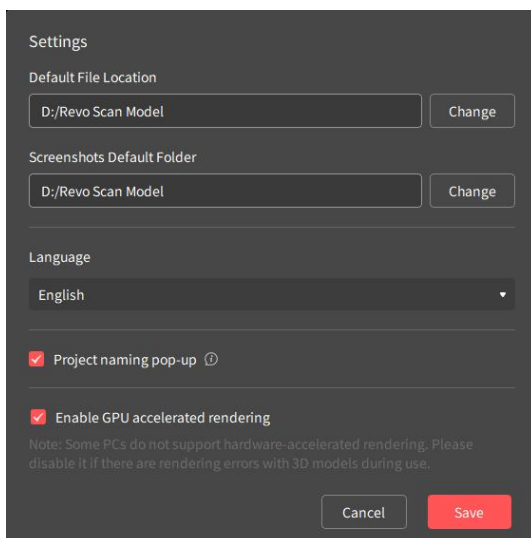 Settings
Default File Location
D:/Revo Scan Model
Change
Screenshots Default Folder
D:/Revo Scan Model
Change
Language
English
Project naming pop-up
Enable GPU accelerated rendering
Note: Some PCs do not support hardware-accelerated rendering. Please
disable it if there are rendering errors with 3D models during use.
Cancel
Save